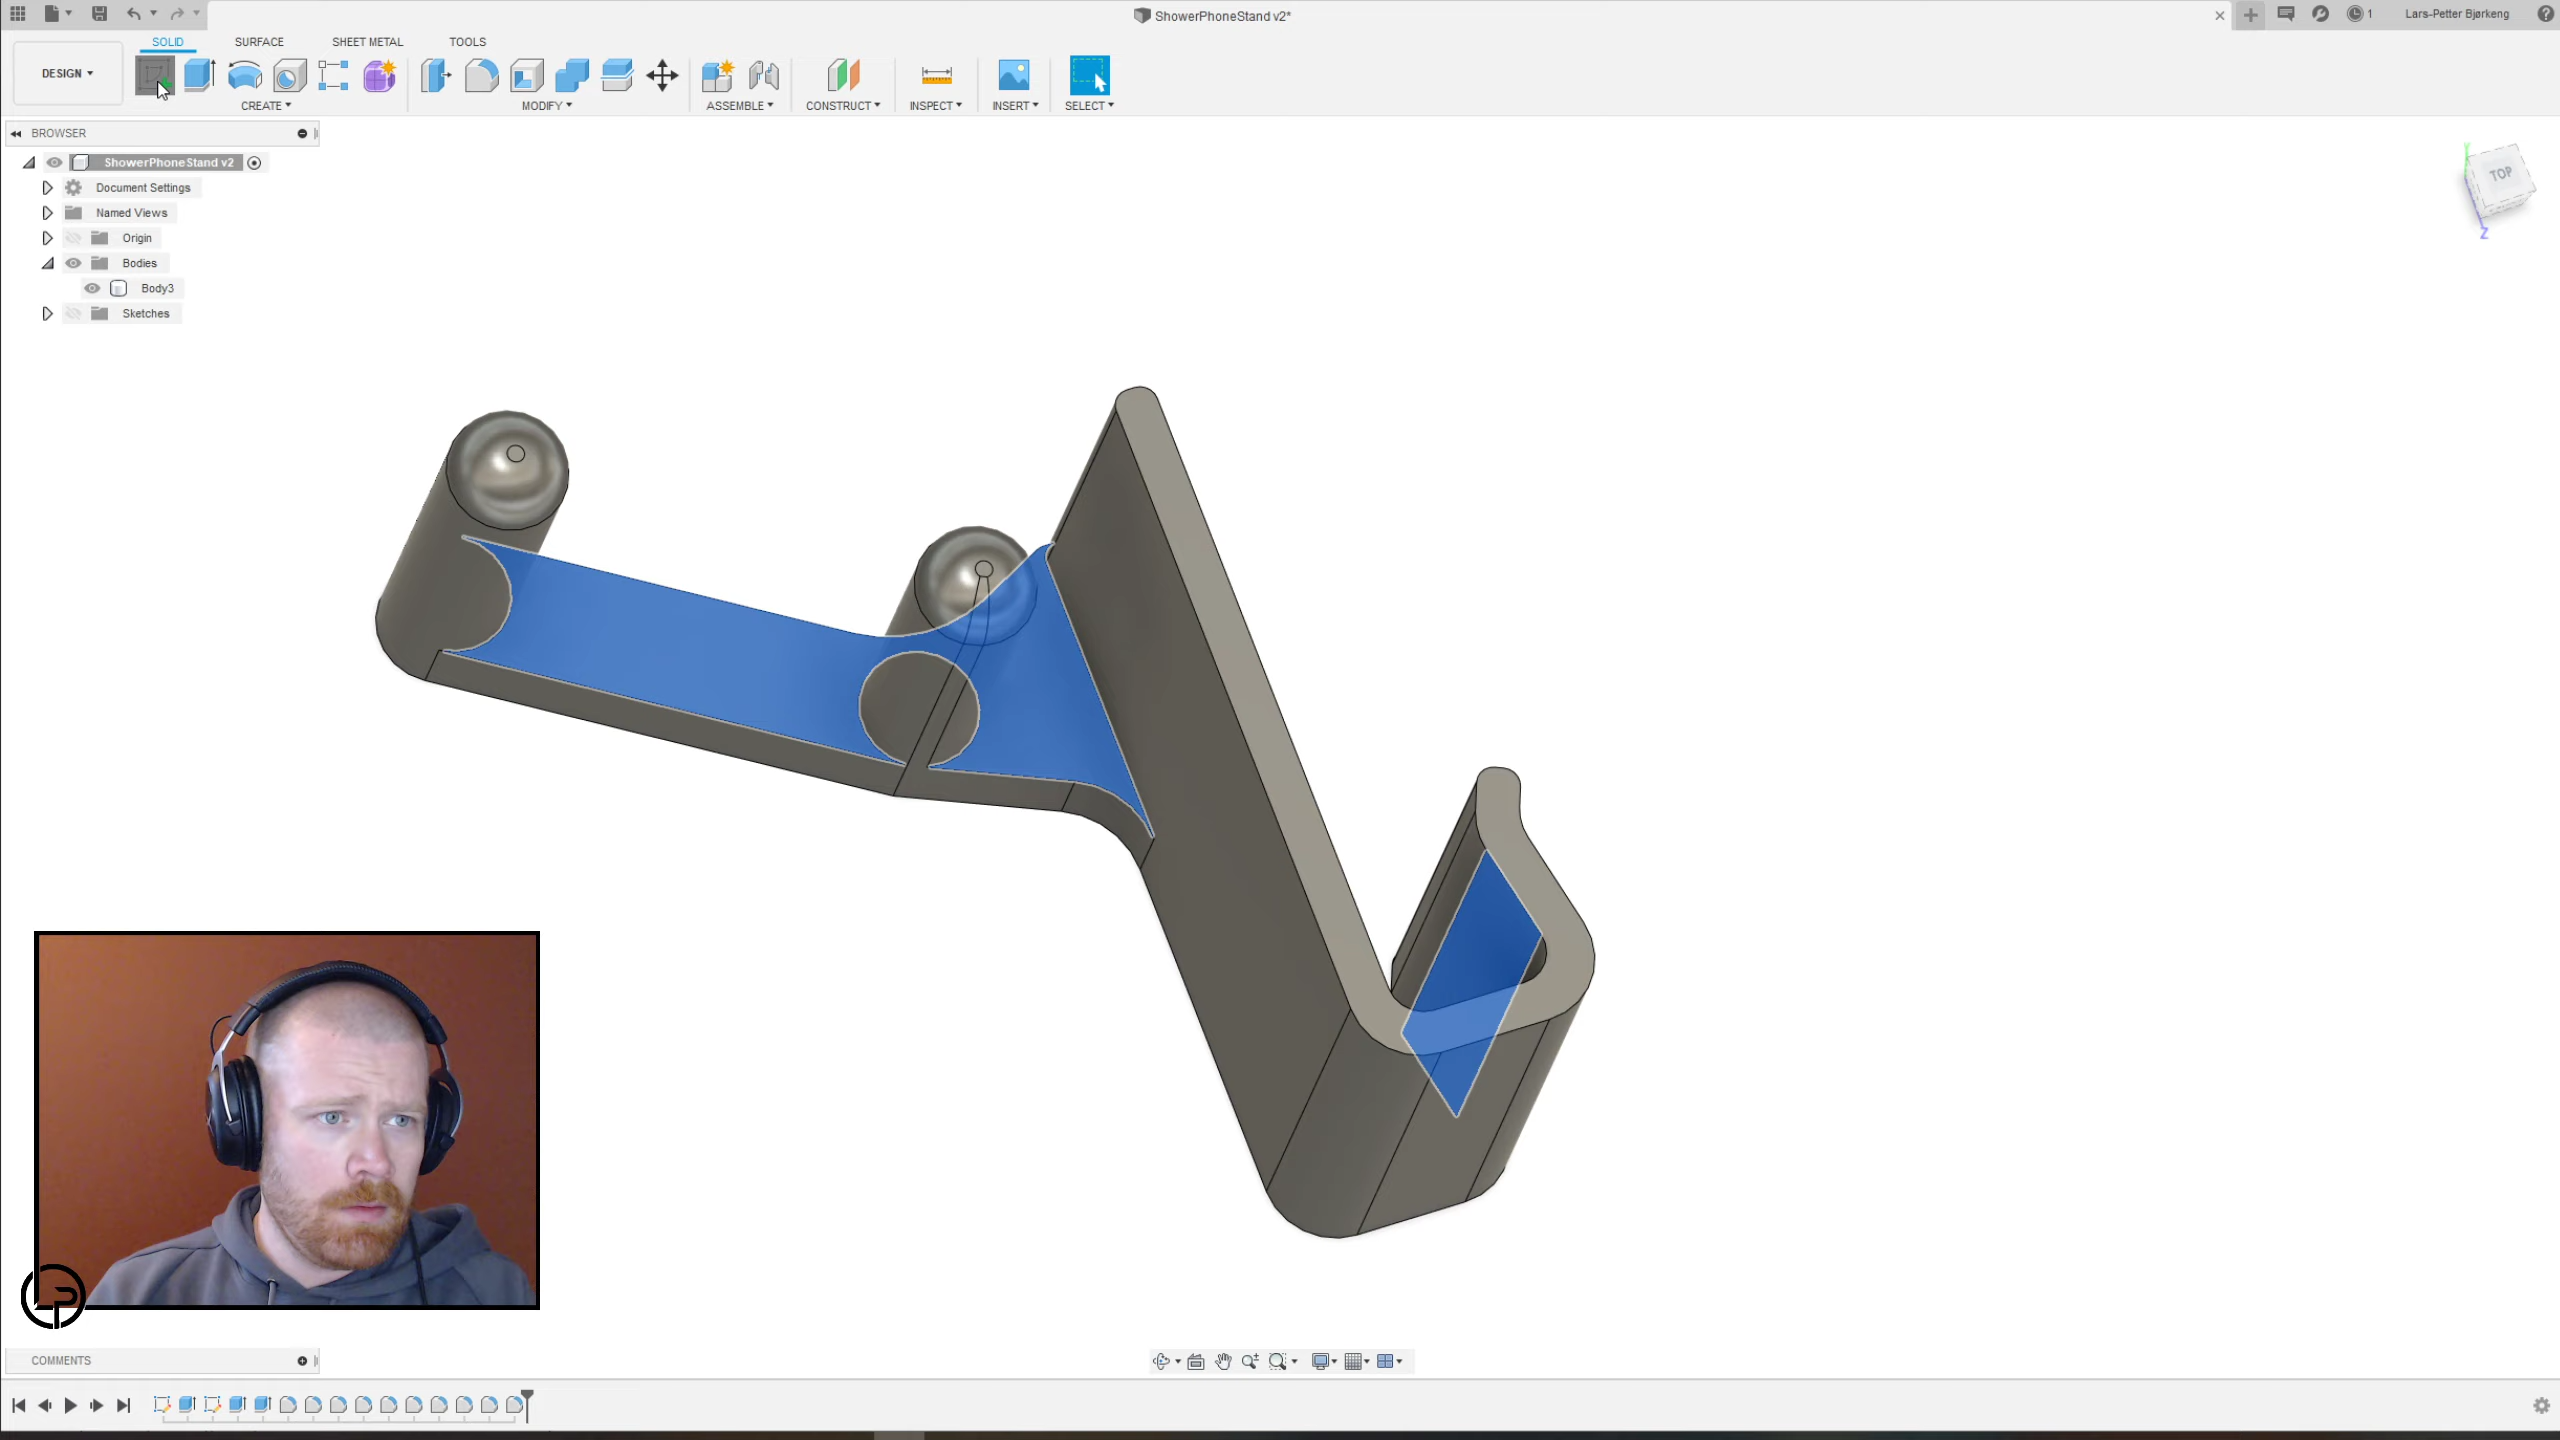 ShowerPhoneStand v2*
1
Lars-Petter Bjørkeng
SOLID
SURFACE
SHEET METAL
TOOLS
DESIGN
CREATE
MODIFY
ASSEMBLE
CONSTRUCT
INSPECT
INSERT
SELECT
BROWSER
ShowerPhoneStand v2
Document Settings
Named Views
Origin
Bodies
Body3
Sketches
TOP
Y
Z
COMMENTS